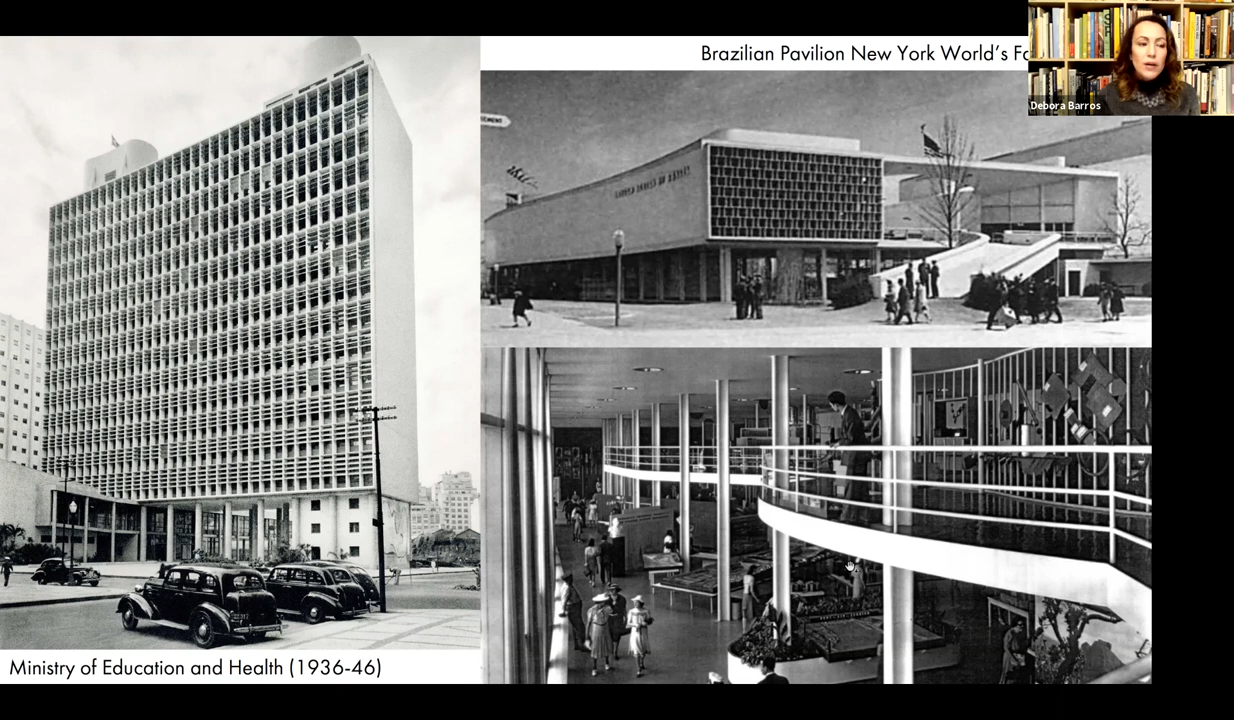 Brazilian Pavilion New York World's Fa
Debora Barros
Ministry of Education and Health (1936-46)